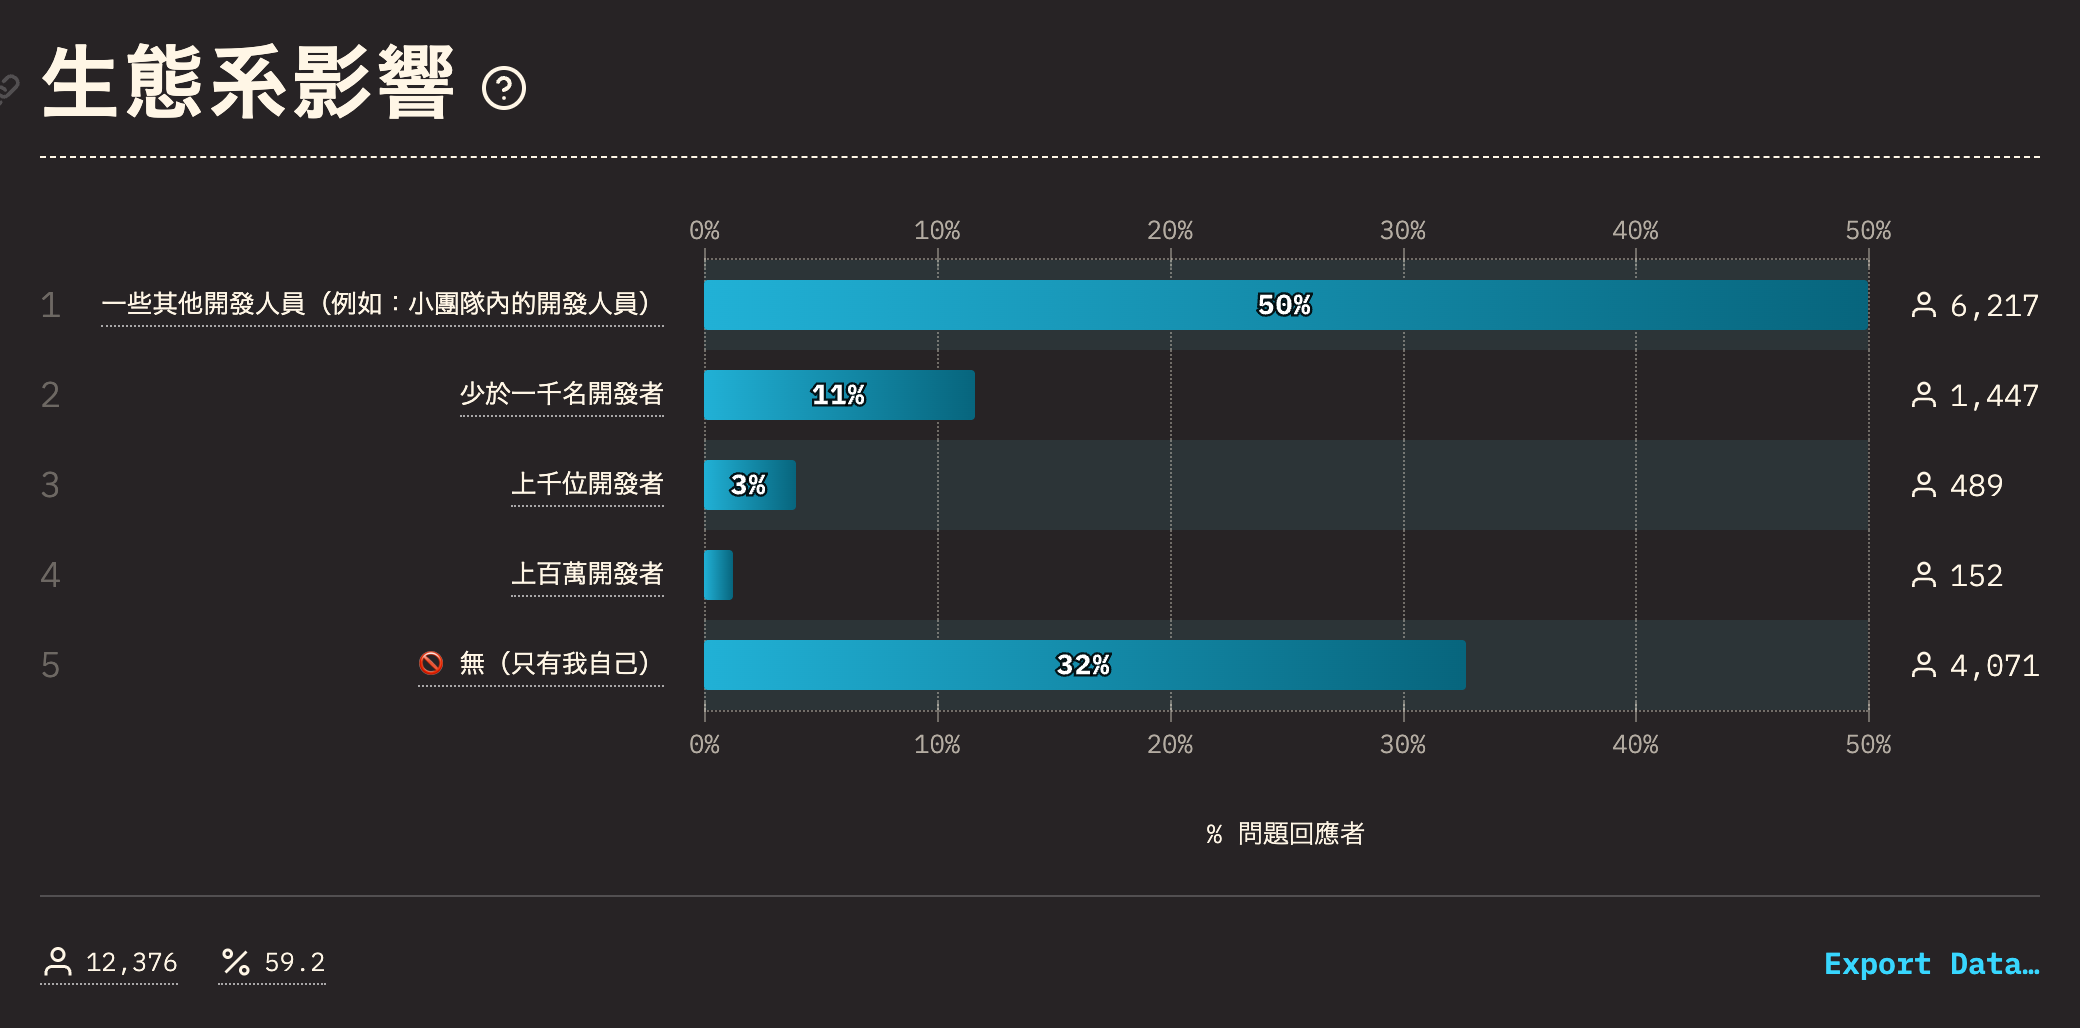 生態系影響
0% 10% 20% 30% 40% 50%
1 一些其他開發人員（例如：小團隊內的開發人員） 50% 6,217
2 少於一千名開發者 11% 1,447
3 上千位開發者 3% 489
4 上百萬開發者 152
5 🚫 無（只有我自己） 32% 4,071
0% 10% 20% 30% 40% 50%
% 問題回應者
12,376 % 59.2 Export Data…